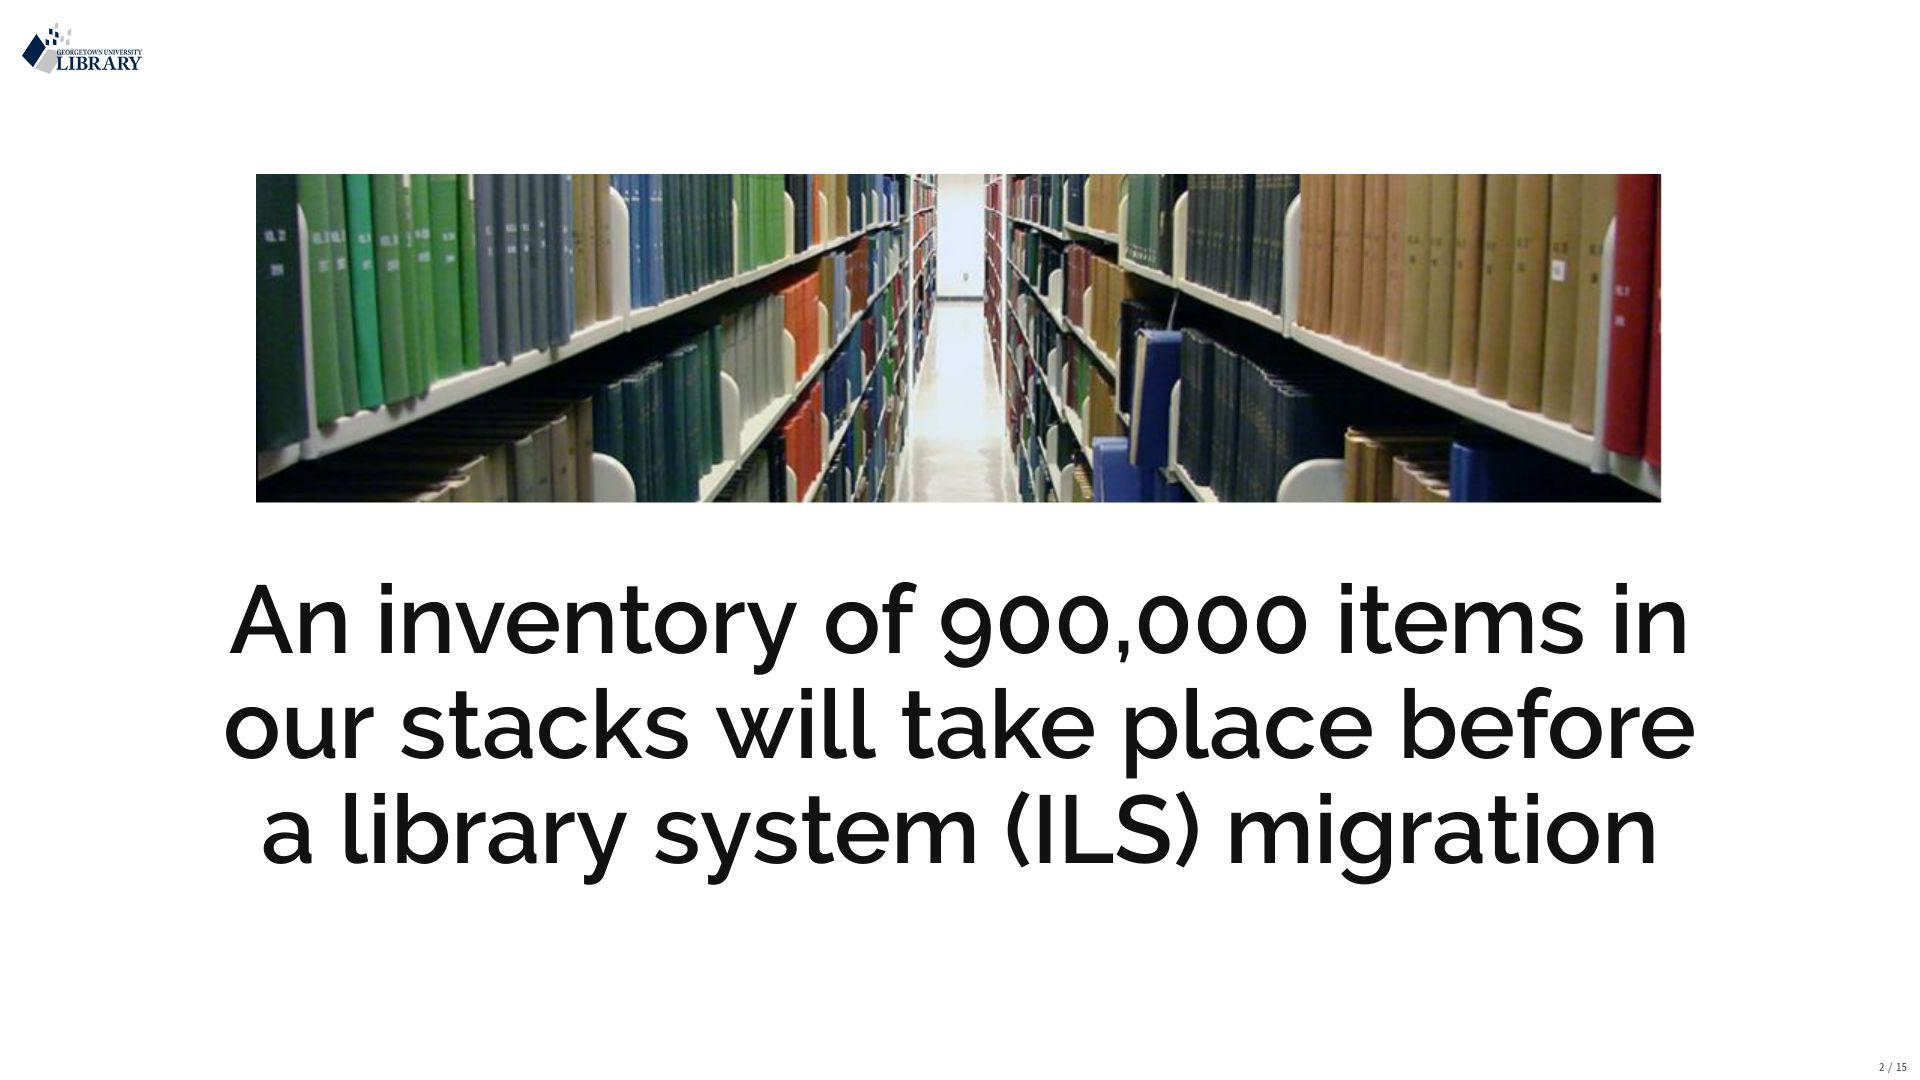 GEORGETOWN UNIVERSITY
LIBRARY
An inventory of 900,000 items in
our stacks will take place before
a library system (ILS) migration
2 / 15